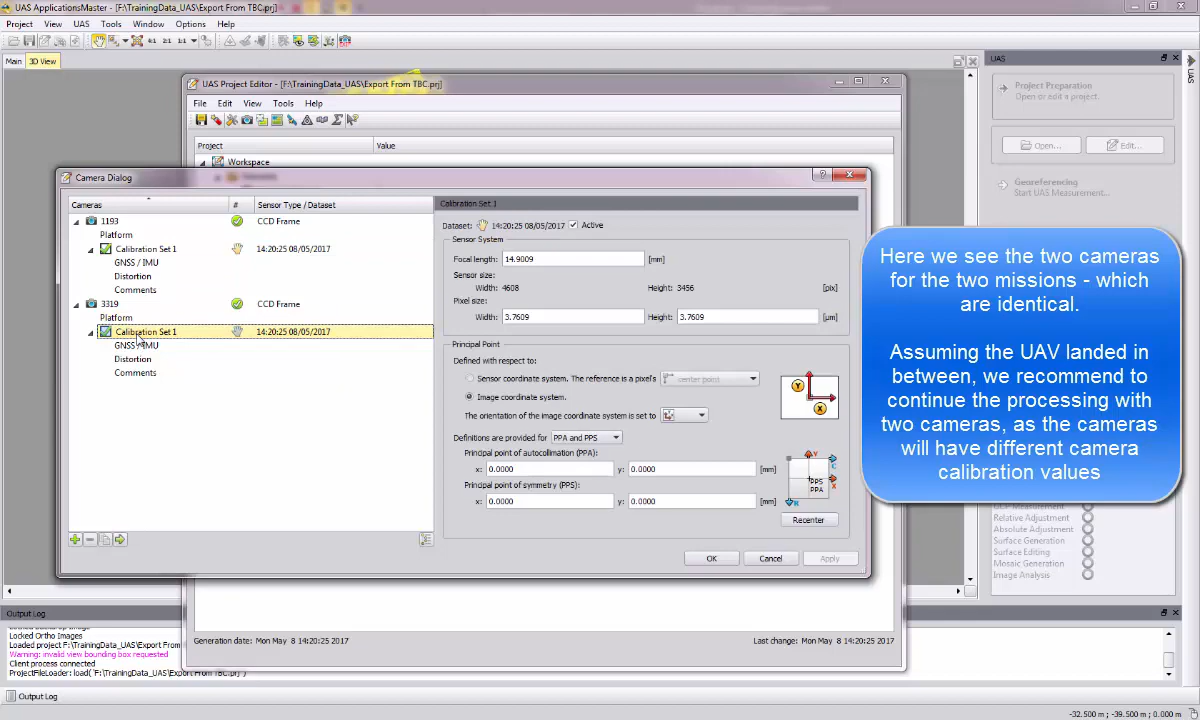 UAS ApplicationsMaster - [F:\TrainingData_UAS\Export From TBC.prj]
Project View UAS Tools Window Options Help
Main 3D View
UAS
UAS Project Editor - [F:\TrainingData_UAS\Export From TBC.prj]
File Edit View Tools Help
Project Value
Workspace
Project Preparation
Open or edit a project.
Open... Edit...
Georeferencing
Start UAS Measurement...
UAS
Camera Dialog
Cameras # Sensor Type / Dataset
1193 CCD Frame
Platform
Calibration Set 1 14:20:25 08/05/2017
GNSS / IMU
Distortion
Comments
3319 CCD Frame
Platform
Calibration Set 1 14:20:25 08/05/2017
GNSS / IMU
Distortion
Comments
Calibration Set 1
Dataset: 14:20:25 08/05/2017 Active
Sensor System
Focal length: 14.9009 [mm]
Sensor size:
Width: 4608 Height: 3456 [pix]
Pixel size:
Width: 3.7609 Height: 3.7609 [µm]
Principal Point
Defined with respect to:
Sensor coordinate system. The reference is a pixel's center point
Image coordinate system.
The orientation of the image coordinate system is set to
Y
X
Definitions are provided for PPA and PPS
Principal point of autocollimation (PPA):
x: 0.0000 y: 0.0000 [mm]
Principal point of symmetry (PPS):
x: 0.0000 y: 0.0000 [mm]
PPS
PPA
Recenter
OK Cancel Apply
Here we see the two cameras
for the two missions - which
are identical.
Assuming the UAV landed in
between, we recommend to
continue the processing with
two cameras, as the cameras
will have different camera
calibration values
GCP Measurement
Relative Adjustment
Absolute Adjustment
Surface Generation
Surface Editing
Mosaic Generation
Image Analysis
Generation date: Mon May 8 14:20:25 2017 Last change: Mon May 8 14:20:25 2017
Output Log
Locked Ortho Images
Loaded project F:\TrainingData_UAS\Export From
Warning: invalid view bounding box requested
Client process connected
ProjectFileLoader: load( 'F:\TrainingData_UAS\Export From TBC.prj')
Output Log
-32.500 m ; -39.500 m ; 0.000 m